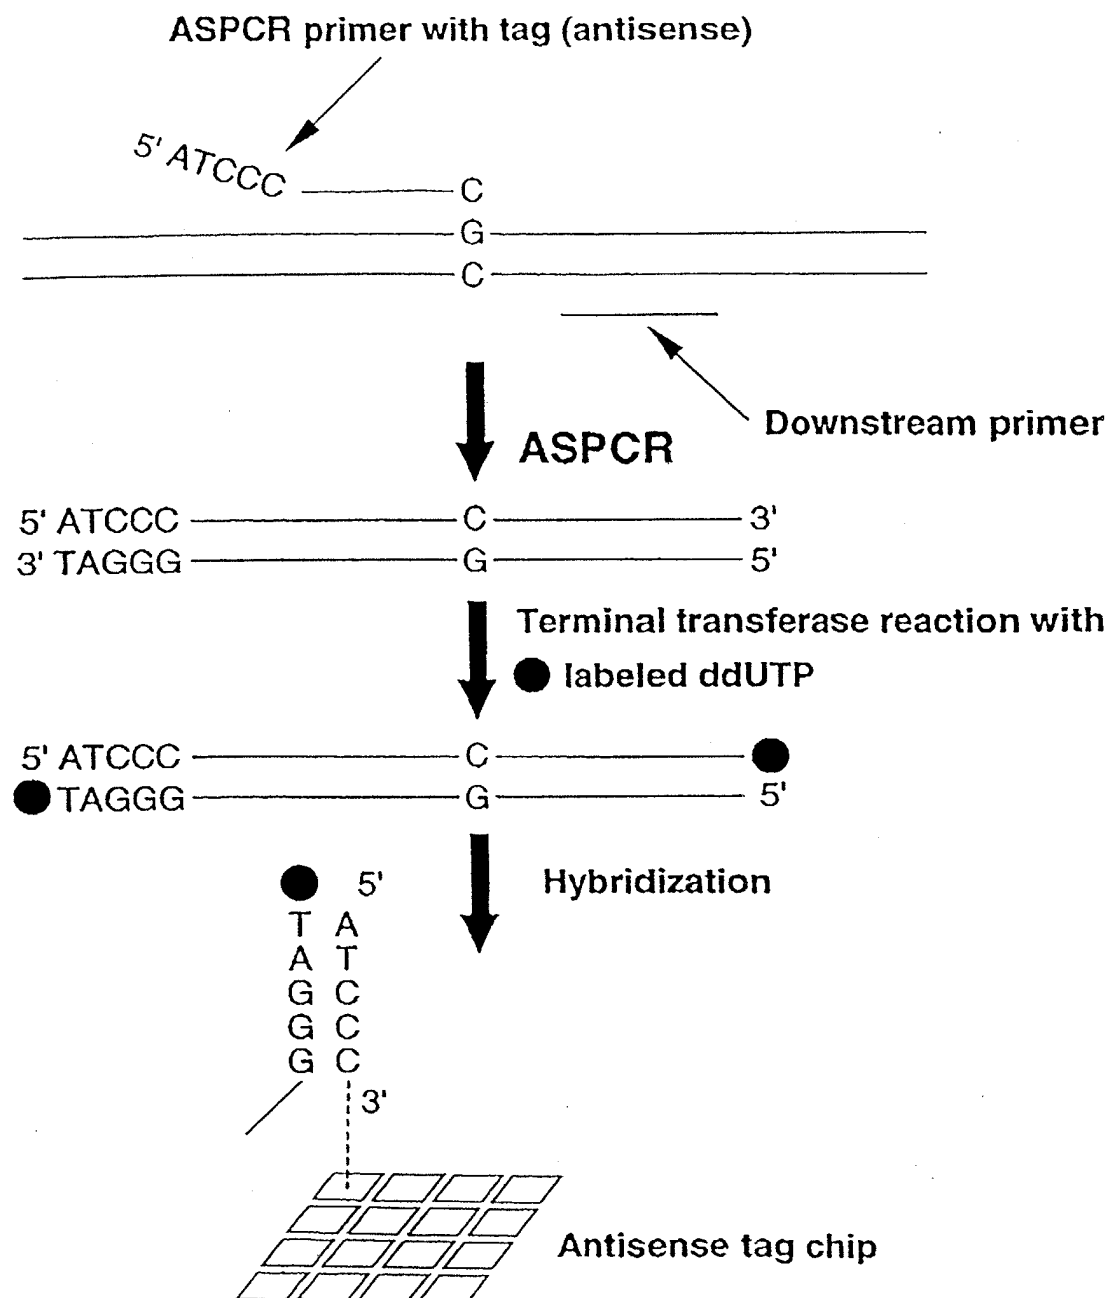 ASPCR primer with tag (antisense)
5' ATCCC
C
G
C
Downstream primer
ASPCR
5' ATCCC C 3'
3' TAGGG G 5'
Terminal transferase reaction with
labeled ddUTP
5' ATCCC C
TAGGG G 5'
Hybridization
5'
T A
A T
G C
G C
G C
3'
Antisense tag chip